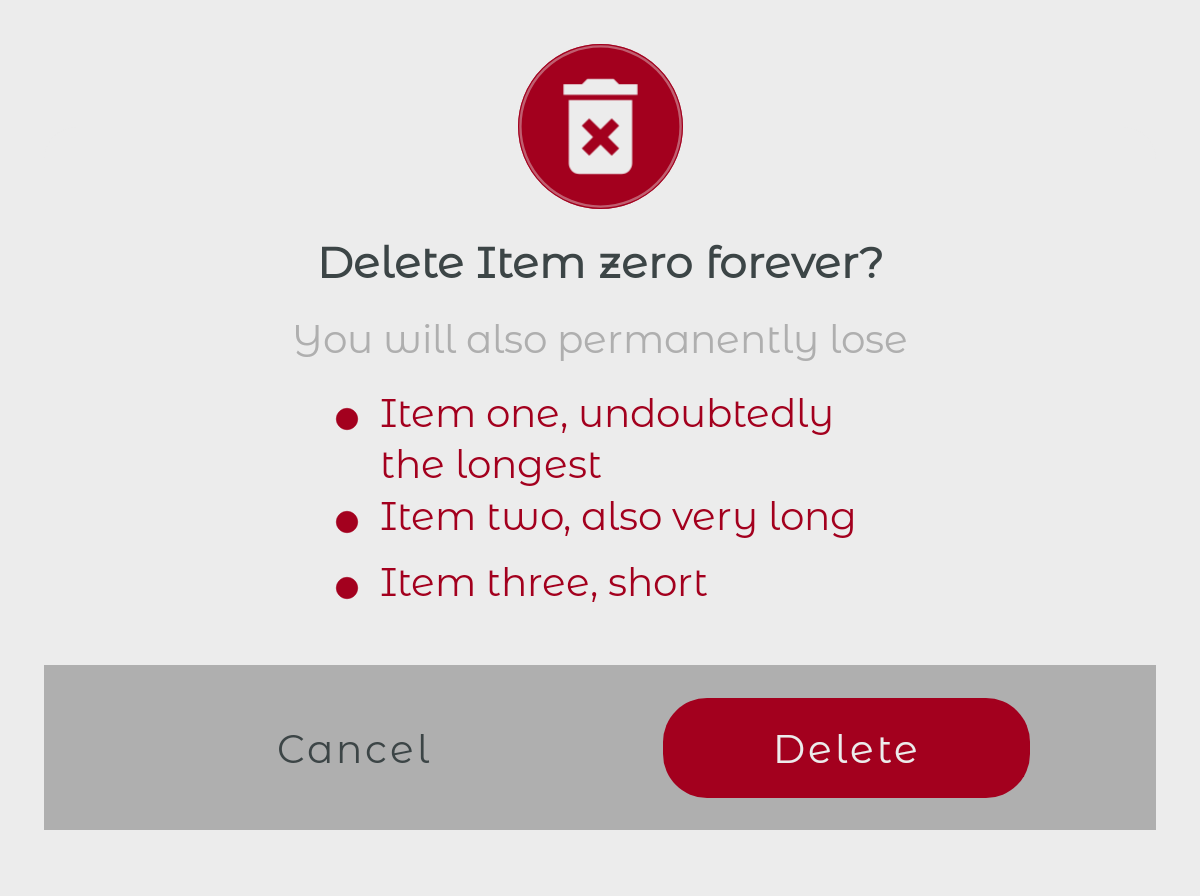 Delete Item zero forever?
You will also permanently lose
Item one, undoubtedly
the longest
Item two, also very long
Item three, short
Cancel
Delete